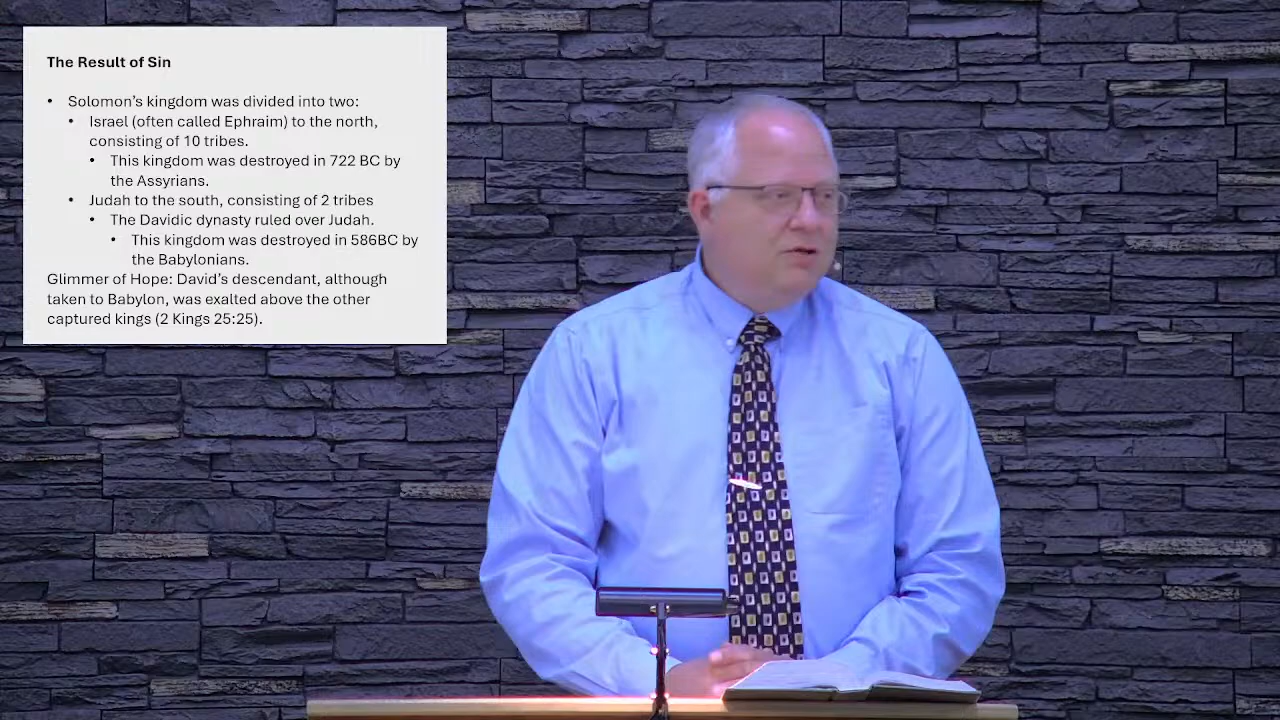 The Result of Sin
• Solomon's kingdom was divided into two:
• Israel (often called Ephraim) to the north,
consisting of 10 tribes.
• This kingdom was destroyed in 722 BC by
the Assyrians.
• Judah to the south, consisting of 2 tribes
• The Davidic dynasty ruled over Judah.
• This kingdom was destroyed in 586BC by
the Babylonians.
Glimmer of Hope: David's descendant, although
taken to Babylon, was exalted above the other
captured kings (2 Kings 25:25).